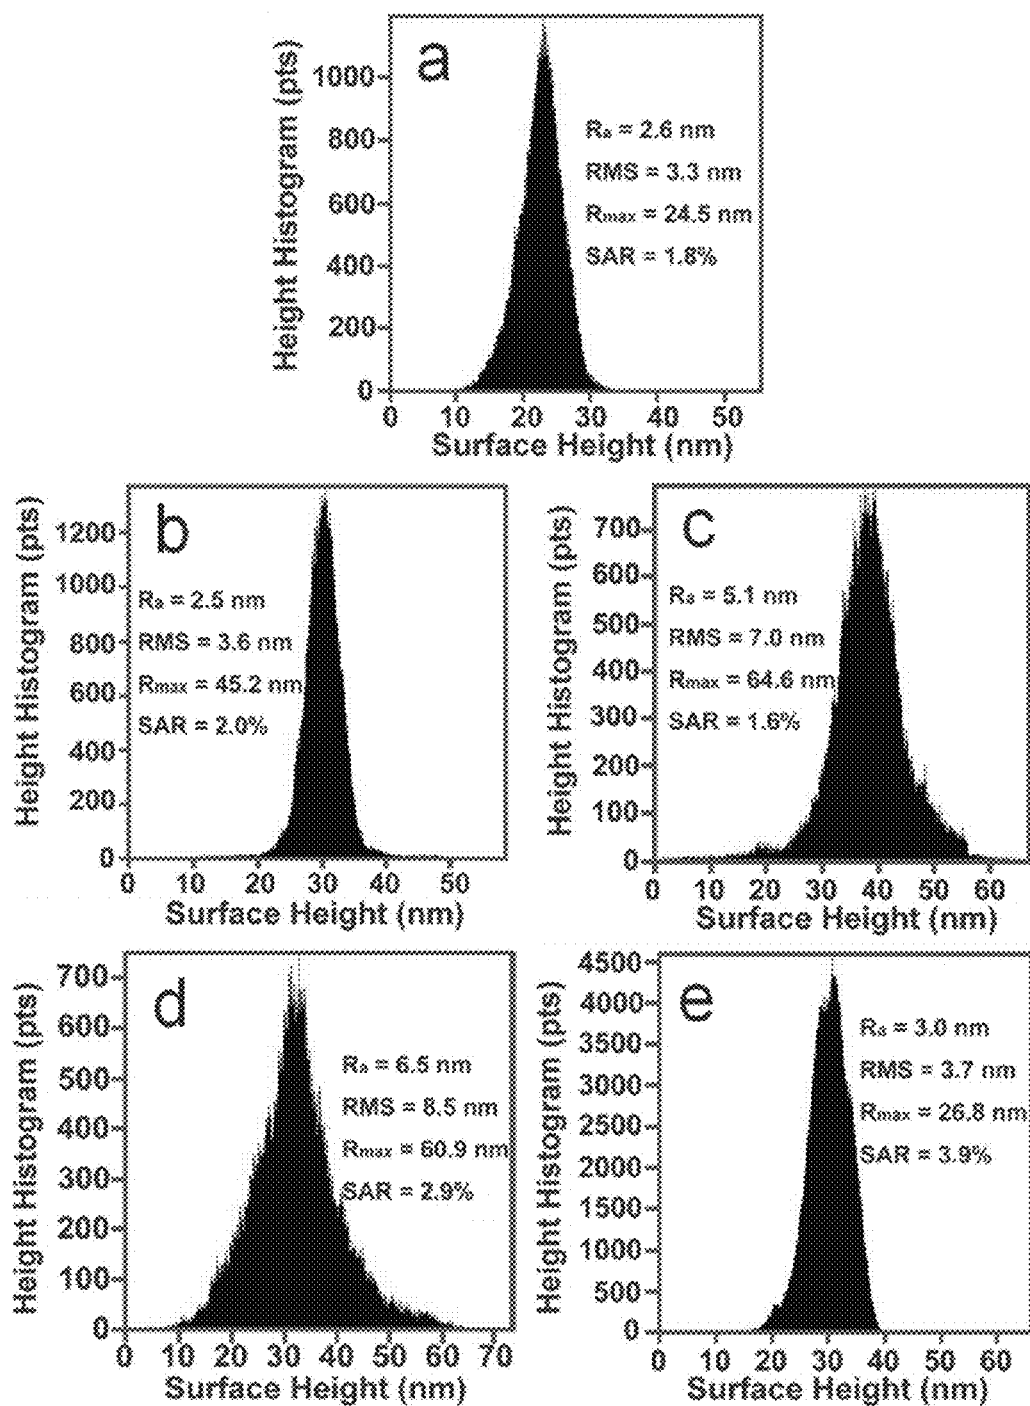 a
Height Histogram (pts)
1000
800
600
400
200
0
Rₐ = 2.6 nm
RMS = 3.3 nm
Rmax = 24.5 nm
SAR = 1.8%
0 10 20 30 40 50
Surface Height (nm)
b
Height Histogram (pts)
1200
1000
800
600
400
200
0
Rₐ = 2.5 nm
RMS = 3.6 nm
Rmax = 45.2 nm
SAR = 2.0%
0 10 20 30 40 50
Surface Height (nm)
c
Height Histogram (pts)
700
600
500
400
300
200
100
0
Rₐ = 5.1 nm
RMS = 7.0 nm
Rmax = 64.6 nm
SAR = 1.6%
0 10 20 30 40 50 60
Surface Height (nm)
d
Height Histogram (pts)
700
600
500
400
300
200
100
0
Rₐ = 6.5 nm
RMS = 8.5 nm
Rmax = 60.9 nm
SAR = 2.9%
0 10 20 30 40 50 60 70
Surface Height (nm)
e
Height Histogram (pts)
4500
4000
3500
3000
2500
2000
1500
1000
500
0
Rₐ = 3.0 nm
RMS = 3.7 nm
Rmax = 26.8 nm
SAR = 3.9%
0 10 20 30 40 50 60
Surface Height (nm)